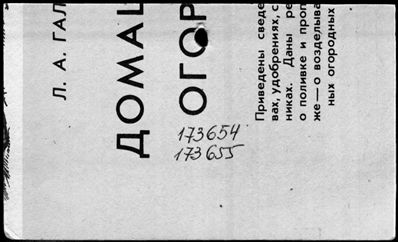 Л. А. ГАЛ
ДОМАШ
ОГОР
173654
173655
Приведены сведе
вах, удобрениях, с
никах. Даны ре
о поливке и проп
же — о возделыва
ных огородных